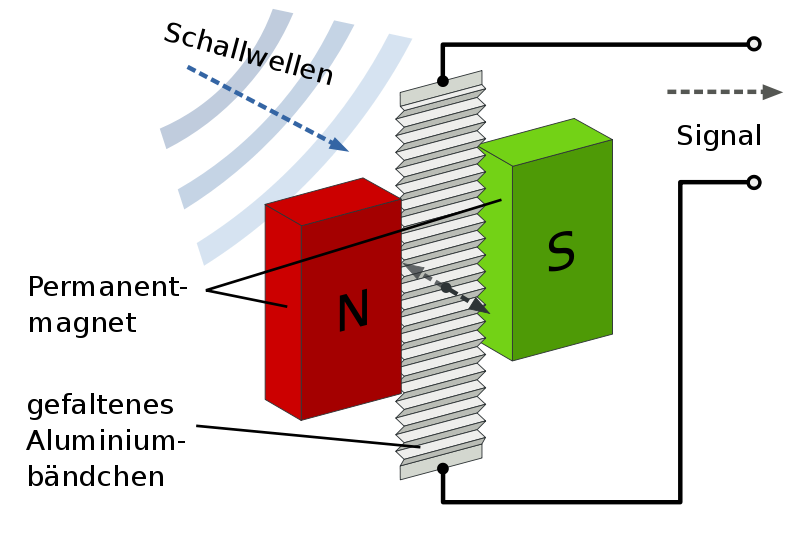 Schallwellen
Signal
Permanent-
magnet
N
S
gefaltenes
Aluminium-
bändchen